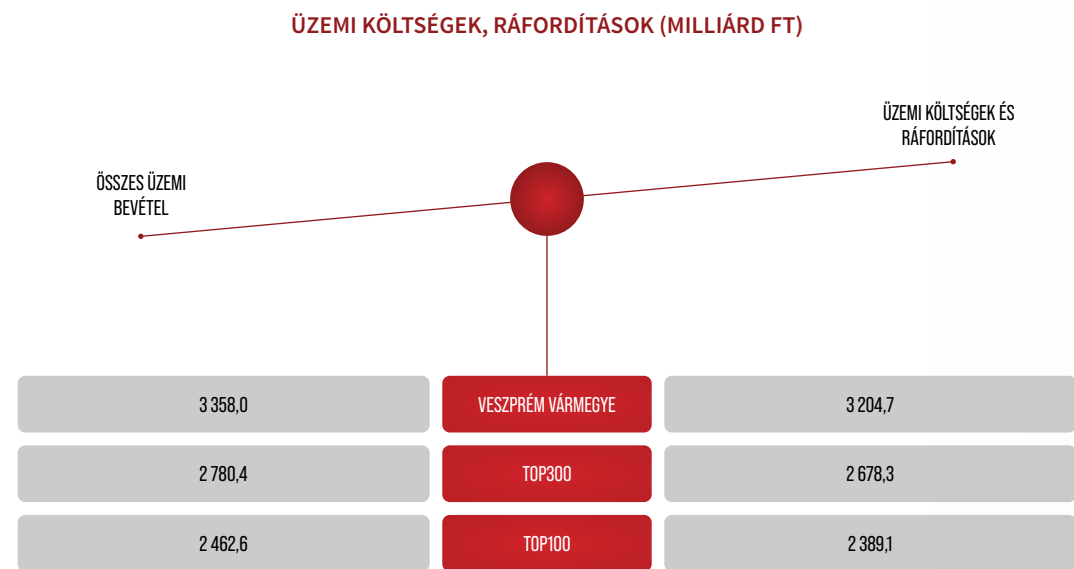 ÜZEMI KÖLTSÉGEK, RÁFORDÍTÁSOK (MILLIÁRD FT)
ÜZEMI KÖLTSÉGEK ÉS
RÁFORDÍTÁSOK
ÖSSZES ÜZEMI
BEVÉTEL
3 358,0 VESZPRÉM VÁRMEGYE 3 204,7
2 780,4 TOP300 2 678,3
2 462,6 TOP100 2 389,1